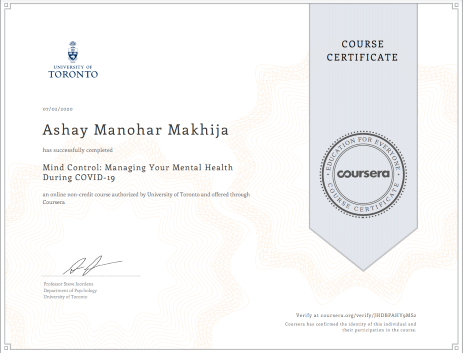 UNIVERSITY OF
TORONTO
COURSE
CERTIFICATE
07/02/2020
Ashay Manohar Makhija
has successfully completed
Mind Control: Managing Your Mental Health
During COVID-19
an online non-credit course authorized by University of Toronto and offered through
Coursera
EDUCATION FOR EVERYONE
coursera
COURSE CERTIFICATE
Professor Steve Joordens
Department of Psychology
University of Toronto
Verify at coursera.org/verify/
Coursera has confirmed the identity of this individual and
their participation in the course.